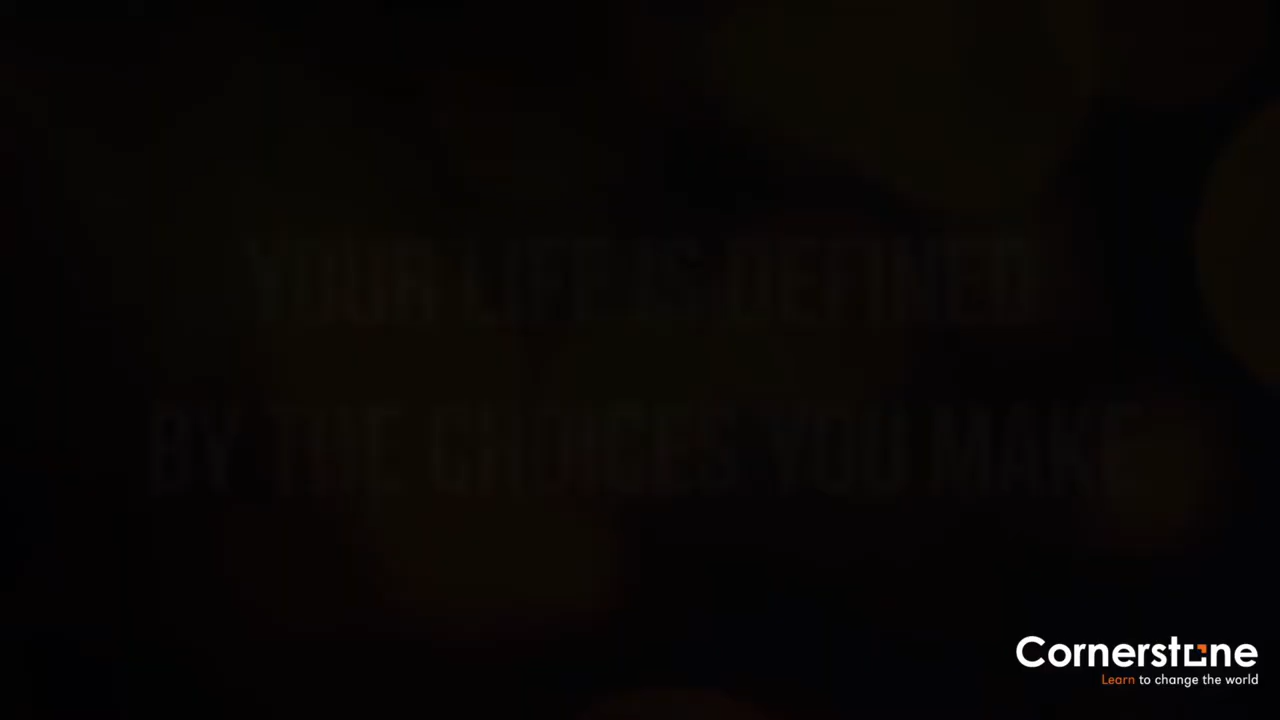 YOUR LIFE IS DEFINED
BY THE CHOICES YOU MAKE
Cornerstone
Learn to change the world